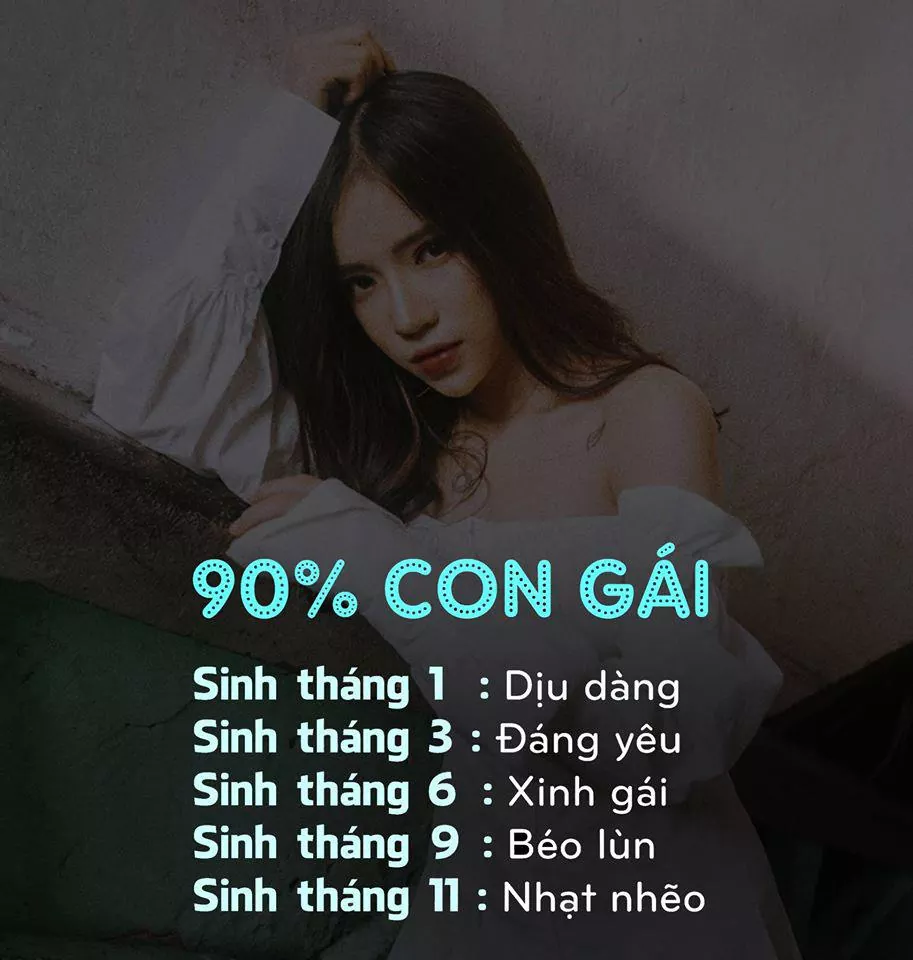 90% CON GÁI
Sinh tháng 1 : Dịu dàng
Sinh tháng 3 : Đáng yêu
Sinh tháng 6 : Xinh gái
Sinh tháng 9 : Béo lùn
Sinh tháng 11 : Nhạt nhẽo